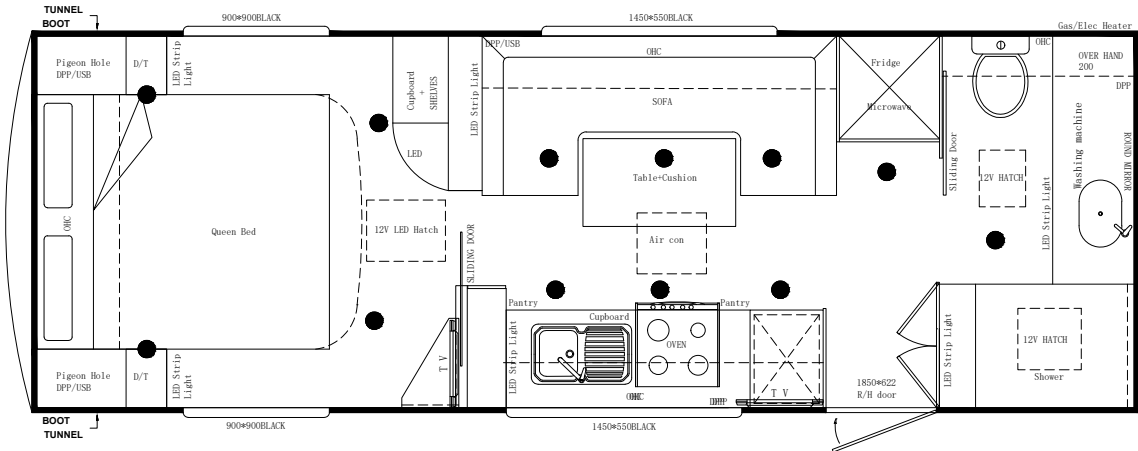 TUNNEL
BOOT
900*900BLACK
1450*550BLACK
Gas/Elec Heater
Pigeon Hole
DPP/USB
D/T
LED Strip
Light
Cupboard
+
SHELVES
LED
DPP/USB
LED Strip Light
OHC
SOFA
Table+Cushion
Fridge
Microwave
OHC
OVER HAND
200
DPP
Sliding Door
12V HATCH
LED Strip Light
Washing machine
ROUND MIRROR
OHC
Queen Bed
12V LED Hatch
SLIDING DOOR
Air con
Pantry
Cupboard
Pantry
LED Strip Light
OVEN
OHC
DPP
T V
T V
1850*622
R/H door
LED Strip Light
12V HATCH
Shower
Pigeon Hole
DPP/USB
D/T
LED Strip
Light
BOOT
TUNNEL
900*900BLACK
1450*550BLACK